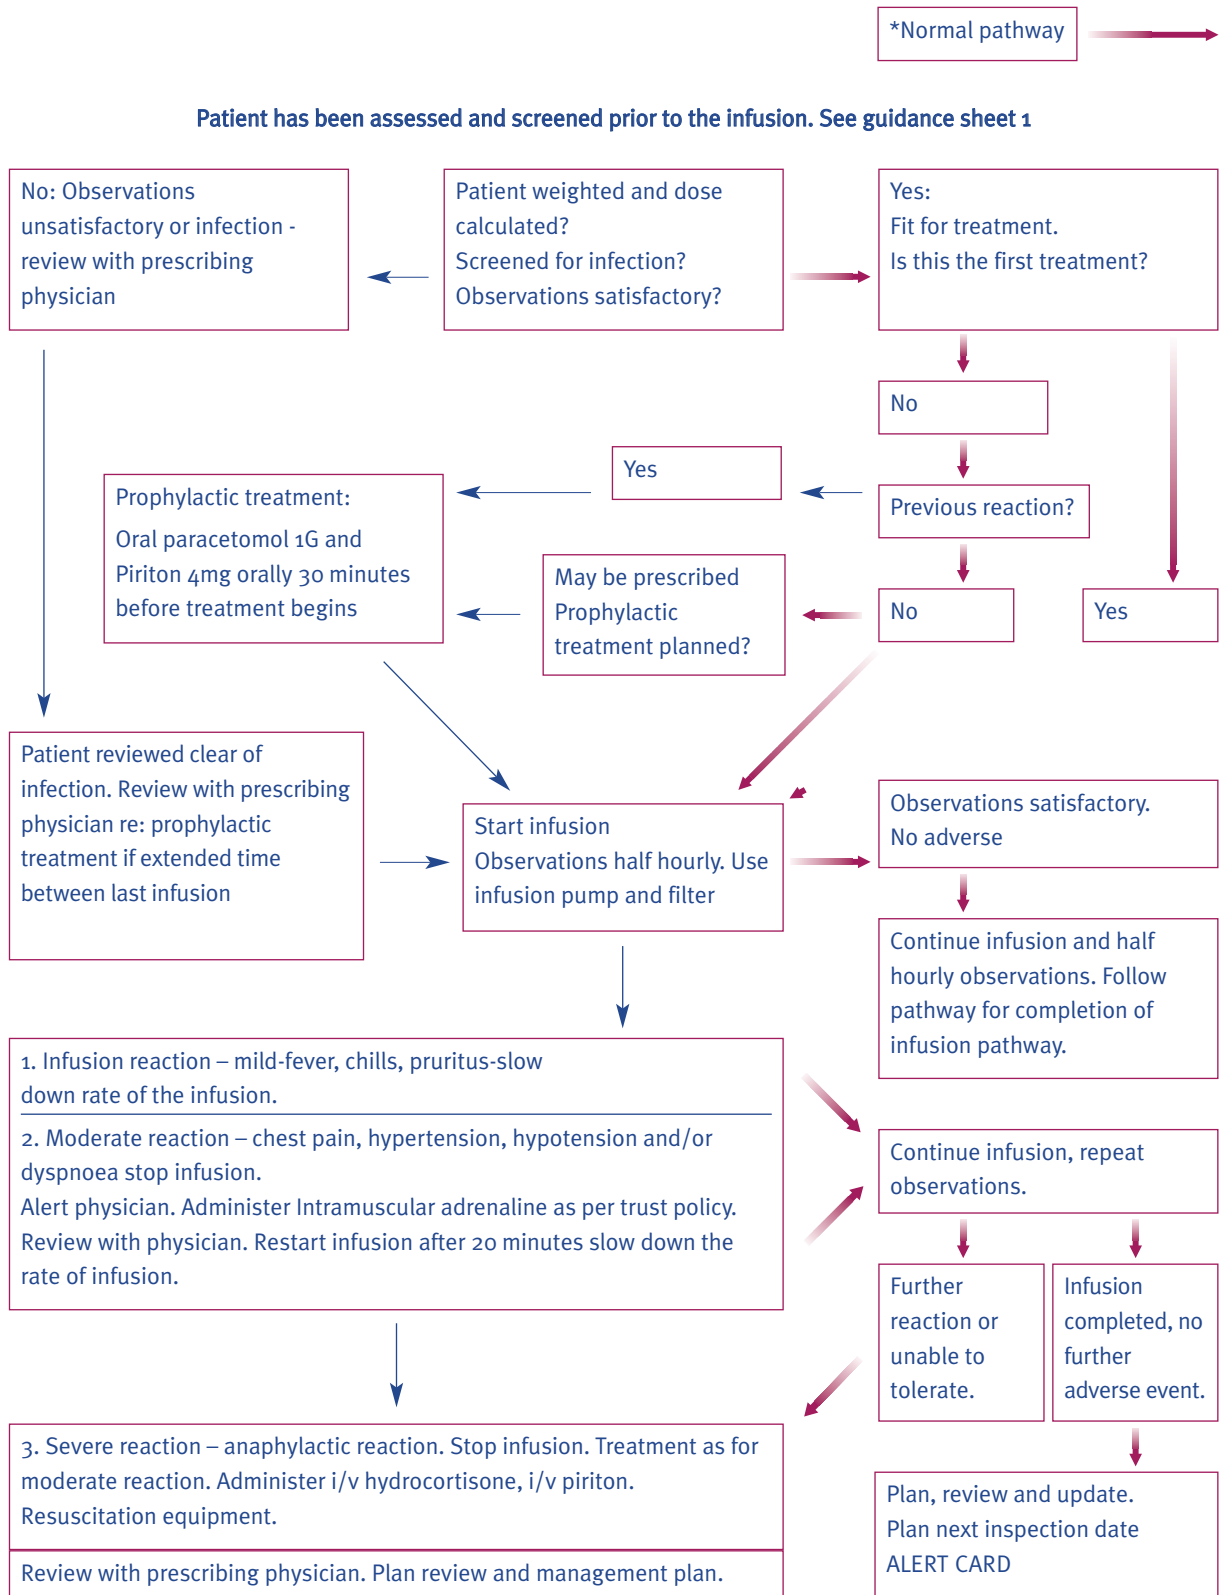 *Normal pathway
Patient has been assessed and screened prior to the infusion. See guidance sheet 1
No: Observations
unsatisfactory or infection -
review with prescribing
physician
Patient weighted and dose
calculated?
Screened for infection?
Observations satisfactory?
Yes:
Fit for treatment.
Is this the first treatment?
No
Yes
Previous reaction?
Prophylactic treatment:
Oral paracetomol 1G and
Piriton 4mg orally 30 minutes
before treatment begins
May be prescribed
Prophylactic
treatment planned?
No
Yes
Patient reviewed clear of
infection. Review with prescribing
physician re: prophylactic
treatment if extended time
between last infusion
Start infusion
Observations half hourly. Use
infusion pump and filter
Observations satisfactory.
No adverse
Continue infusion and half
hourly observations. Follow
pathway for completion of
infusion pathway.
1. Infusion reaction – mild-fever, chills, pruritus-slow
down rate of the infusion.
2. Moderate reaction – chest pain, hypertension, hypotension and/or
dyspnoea stop infusion.
Alert physician. Administer Intramuscular adrenaline as per trust policy.
Review with physician. Restart infusion after 20 minutes slow down the
rate of infusion.
Continue infusion, repeat
observations.
Further
reaction or
unable to
tolerate.
Infusion
completed, no
further
adverse event.
3. Severe reaction – anaphylactic reaction. Stop infusion. Treatment as for
moderate reaction. Administer i/v hydrocortisone, i/v piriton.
Resuscitation equipment.
Review with prescribing physician. Plan review and management plan.
Plan, review and update.
Plan next inspection date
ALERT CARD